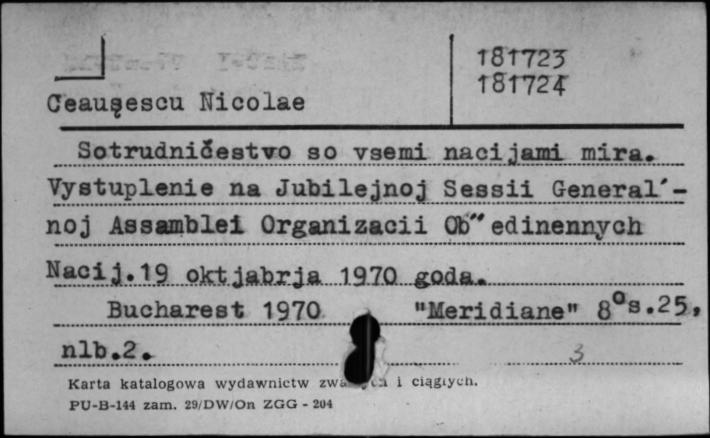 181723
181724
Ceauşescu Nicolae
Sotrudničestvo so vsemi nacijami mira.
Vystuplenie na Jubilejnoj Sessii General´-
noj Assamblei Organizacii Ob" edinennych
Nacij.19 oktjabrja 1970 goda.
Bucharest 1970 "Meridiane" 8° s.25,
nlb.2.
3
Karta katalogowa wydawnictw i ciągłych.
PU-B-144 zam. 29/DW/On ZGG - 204